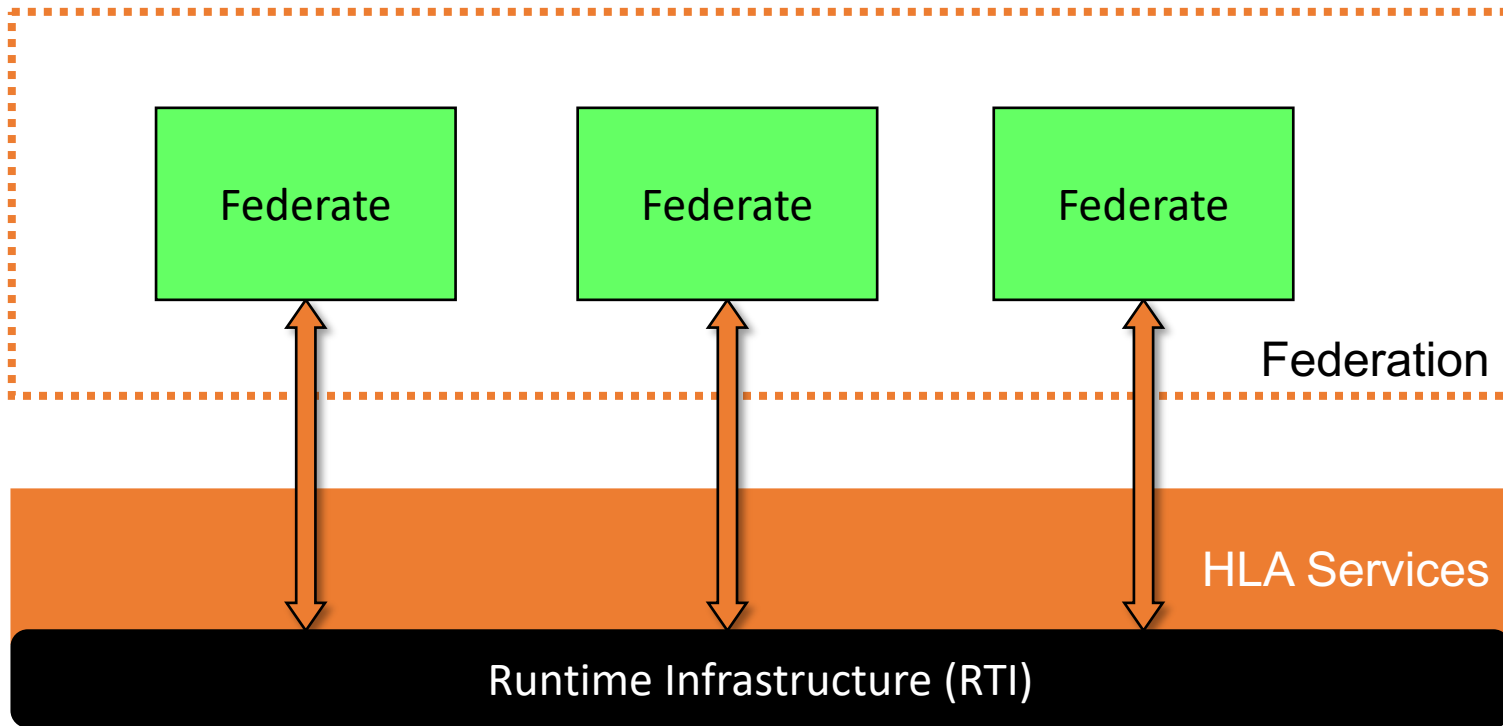 Federate
Federate
Federate
Federation
HLA Services
Runtime Infrastructure (RTI)